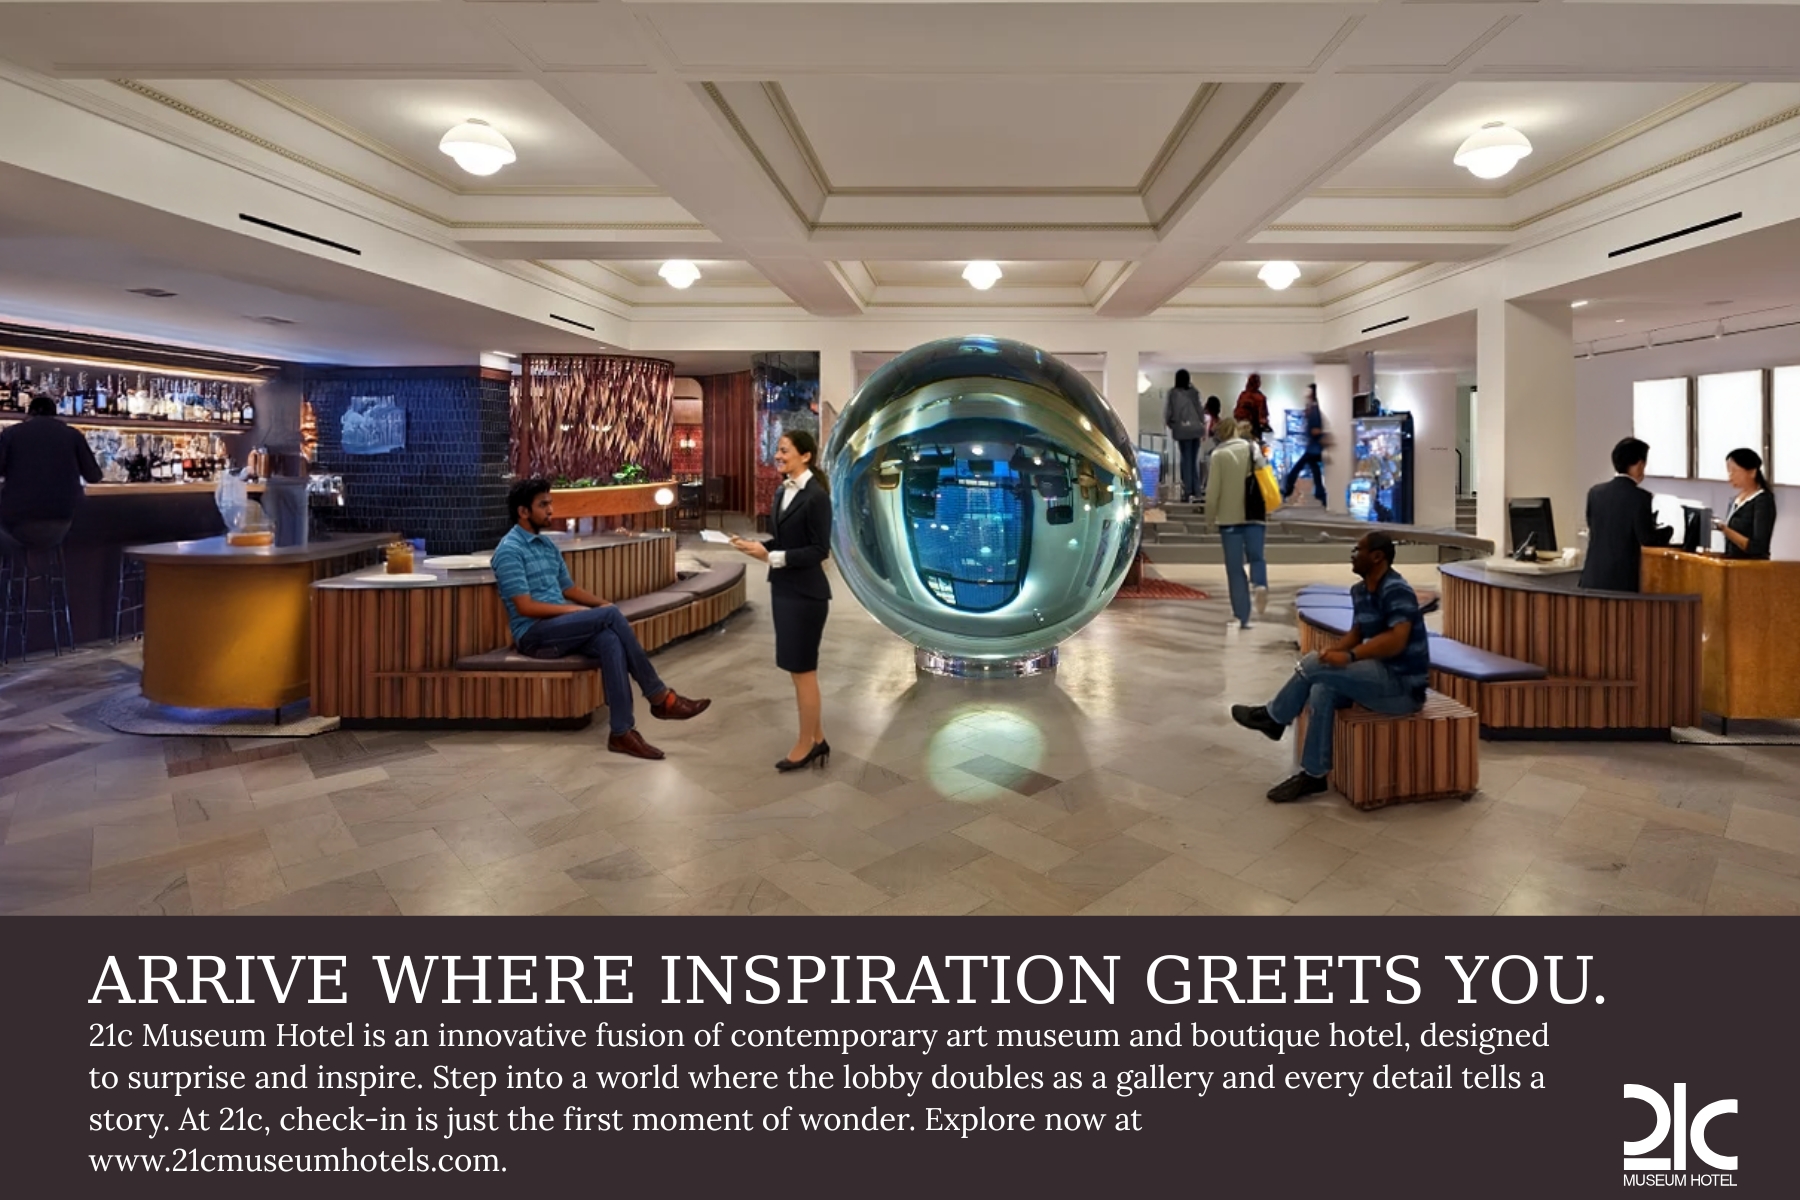 ARRIVE WHERE INSPIRATION GREETS YOU.
21c Museum Hotel is an innovative fusion of contemporary art museum and boutique hotel, designed
to surprise and inspire. Step into a world where the lobby doubles as a gallery and every detail tells a
story. At 21c, check-in is just the first moment of wonder. Explore now at
www.21cmuseumhotels.com.
21c
MUSEUM HOTEL